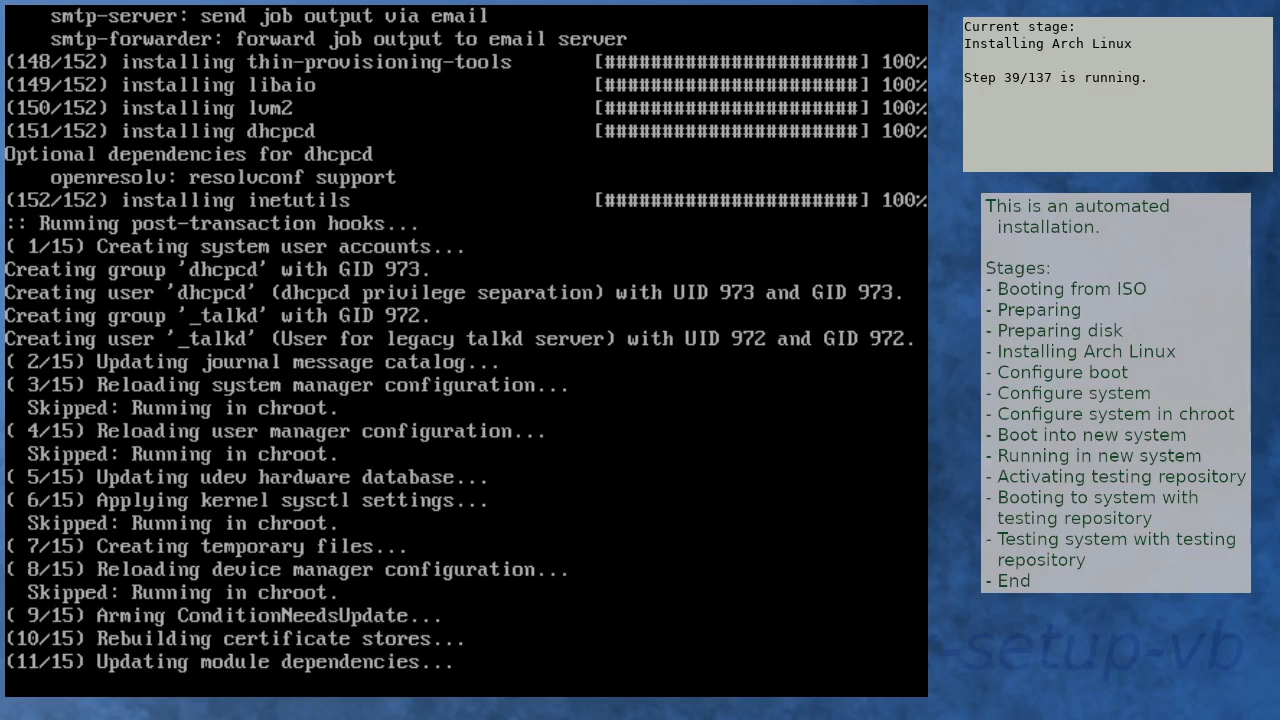 smtp-server: send job output via email
    smtp-forwarder: forward job output to email server
(148/152) installing thin-provisioning-tools       [######################] 100%
(149/152) installing libaio                        [######################] 100%
(150/152) installing lvm2                          [######################] 100%
(151/152) installing dhcpcd                        [######################] 100%
Optional dependencies for dhcpcd
    openresolv: resolvconf support
(152/152) installing inetutils                     [######################] 100%
:: Running post-transaction hooks...
( 1/15) Creating system user accounts...
Creating group 'dhcpcd' with GID 973.
Creating user 'dhcpcd' (dhcpcd privilege separation) with UID 973 and GID 973.
Creating group '_talkd' with GID 972.
Creating user '_talkd' (User for legacy talkd server) with UID 972 and GID 972.
( 2/15) Updating journal message catalog...
( 3/15) Reloading system manager configuration...
  Skipped: Running in chroot.
( 4/15) Reloading user manager configuration...
  Skipped: Running in chroot.
( 5/15) Updating udev hardware database...
( 6/15) Applying kernel sysctl settings...
  Skipped: Running in chroot.
( 7/15) Creating temporary files...
( 8/15) Reloading device manager configuration...
  Skipped: Running in chroot.
( 9/15) Arming ConditionNeedsUpdate...
(10/15) Rebuilding certificate stores...
(11/15) Updating module dependencies...
Current stage:
Installing Arch Linux
Step 39/137 is running.
This is an automated
installation.
Stages:
- Booting from ISO
- Preparing
- Preparing disk
- Installing Arch Linux
- Configure boot
- Configure system
- Configure system in chroot
- Boot into new system
- Running in new system
- Activating testing repository
- Booting to system with
testing repository
- Testing system with testing
repository
- End
-setup-vb